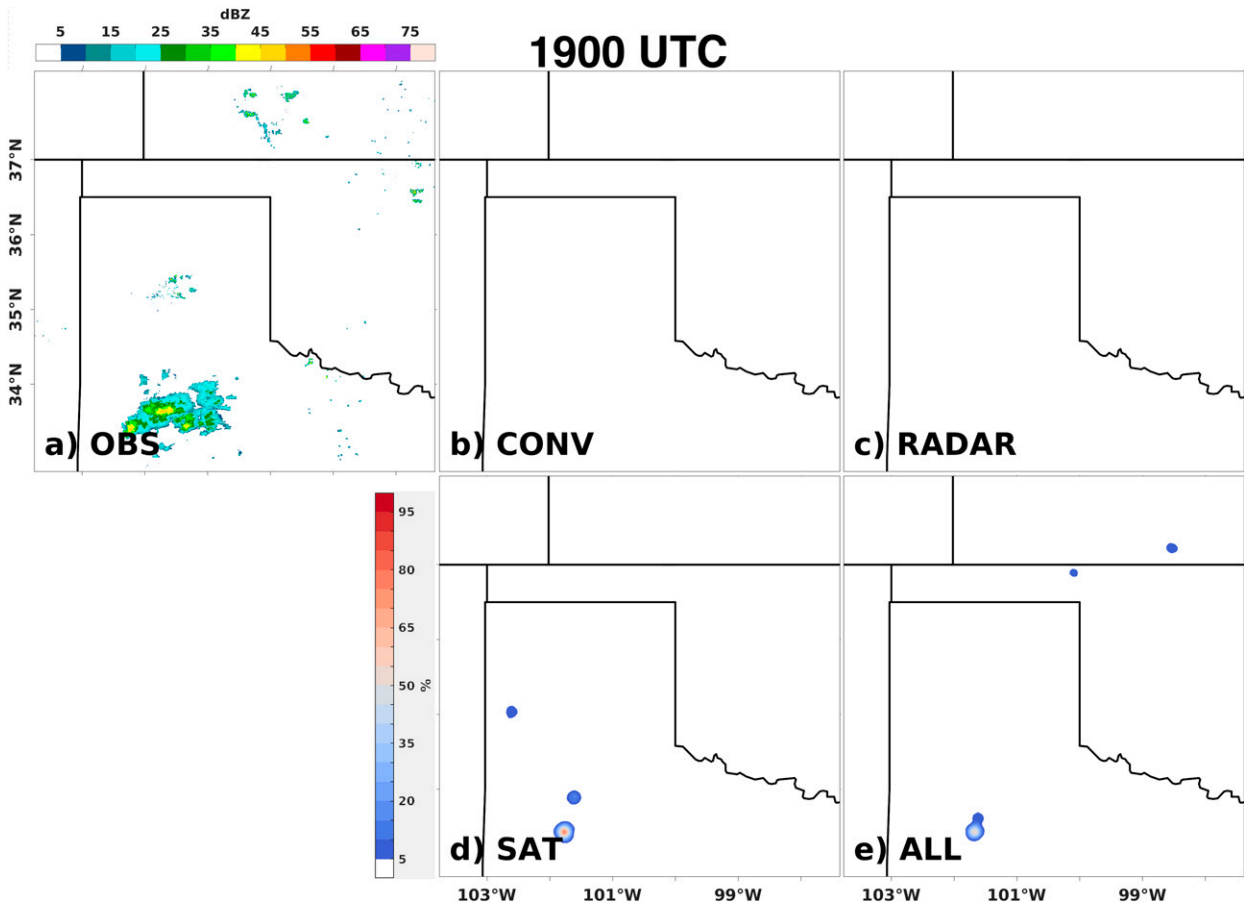 dBZ
5 15 25 35 45 55 65 75
1900 UTC
37°N
36°N
35°N
34°N
a) OBS
b) CONV
c) RADAR
95
80
65
50
35
20
5
%
d) SAT
e) ALL
103°W 101°W 99°W
103°W 101°W 99°W